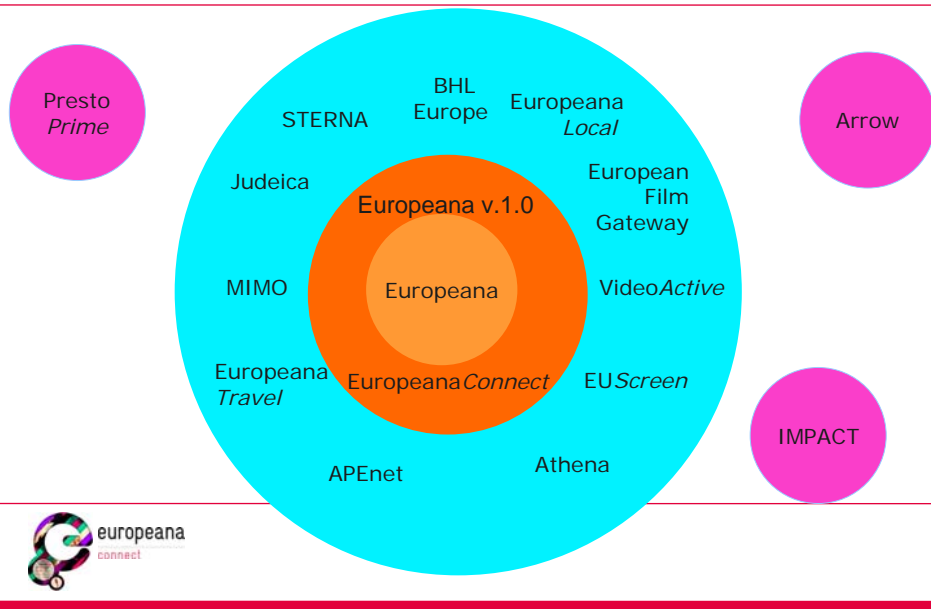 Presto
Prime
STERNA
BHL
Europe
Europeana
Local
Arrow
Judeica
European
Film
Gateway
Europeana v.1.0
MIMO
Europeana
VideoActive
Europeana
Travel
EuropeanaConnect
EUScreen
IMPACT
APEnet
Athena
europeana
connect